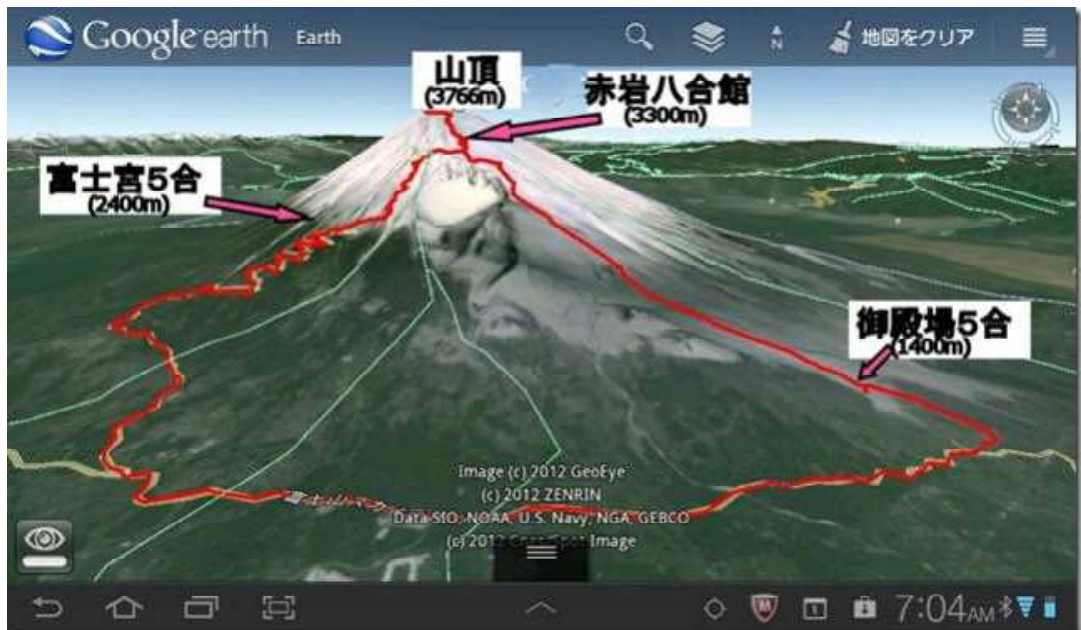 Google earth Earth 地図をクリア
N
山頂
(3766m)
赤岩八合館
(3300m)
富士宮5合
(2400m)
御殿場5合
(1400m)
Image (c) 2012 GeoEye
(c) 2012 ZENRIN
Data SIO, NOAA, U.S. Navy, NGA, GEBCO
(c) 2012 Image
7:04AM